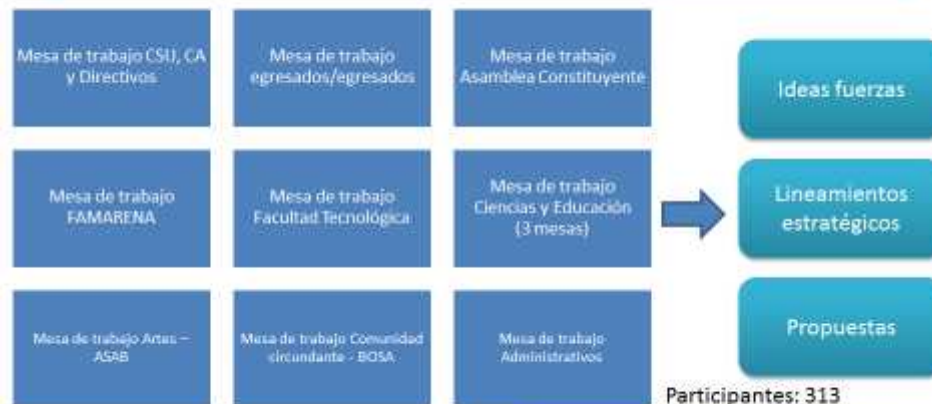 Mesa de trabajo CSU, CA
y Directivos
Mesa de trabajo
egresados/egresados
Mesa de trabajo
Asamblea Constituyente
Mesa de trabajo
FAMARENA
Mesa de trabajo
Facultad Tecnológica
Mesa de trabajo
Ciencias y Educación
(3 mesas)
Mesa de trabajo Artes –
ASAB
Mesa de trabajo Comunidad
circundante - BOSA
Mesa de trabajo
Administrativos
Ideas fuerzas
Lineamientos
estratégicos
Propuestas
Participantes: 313